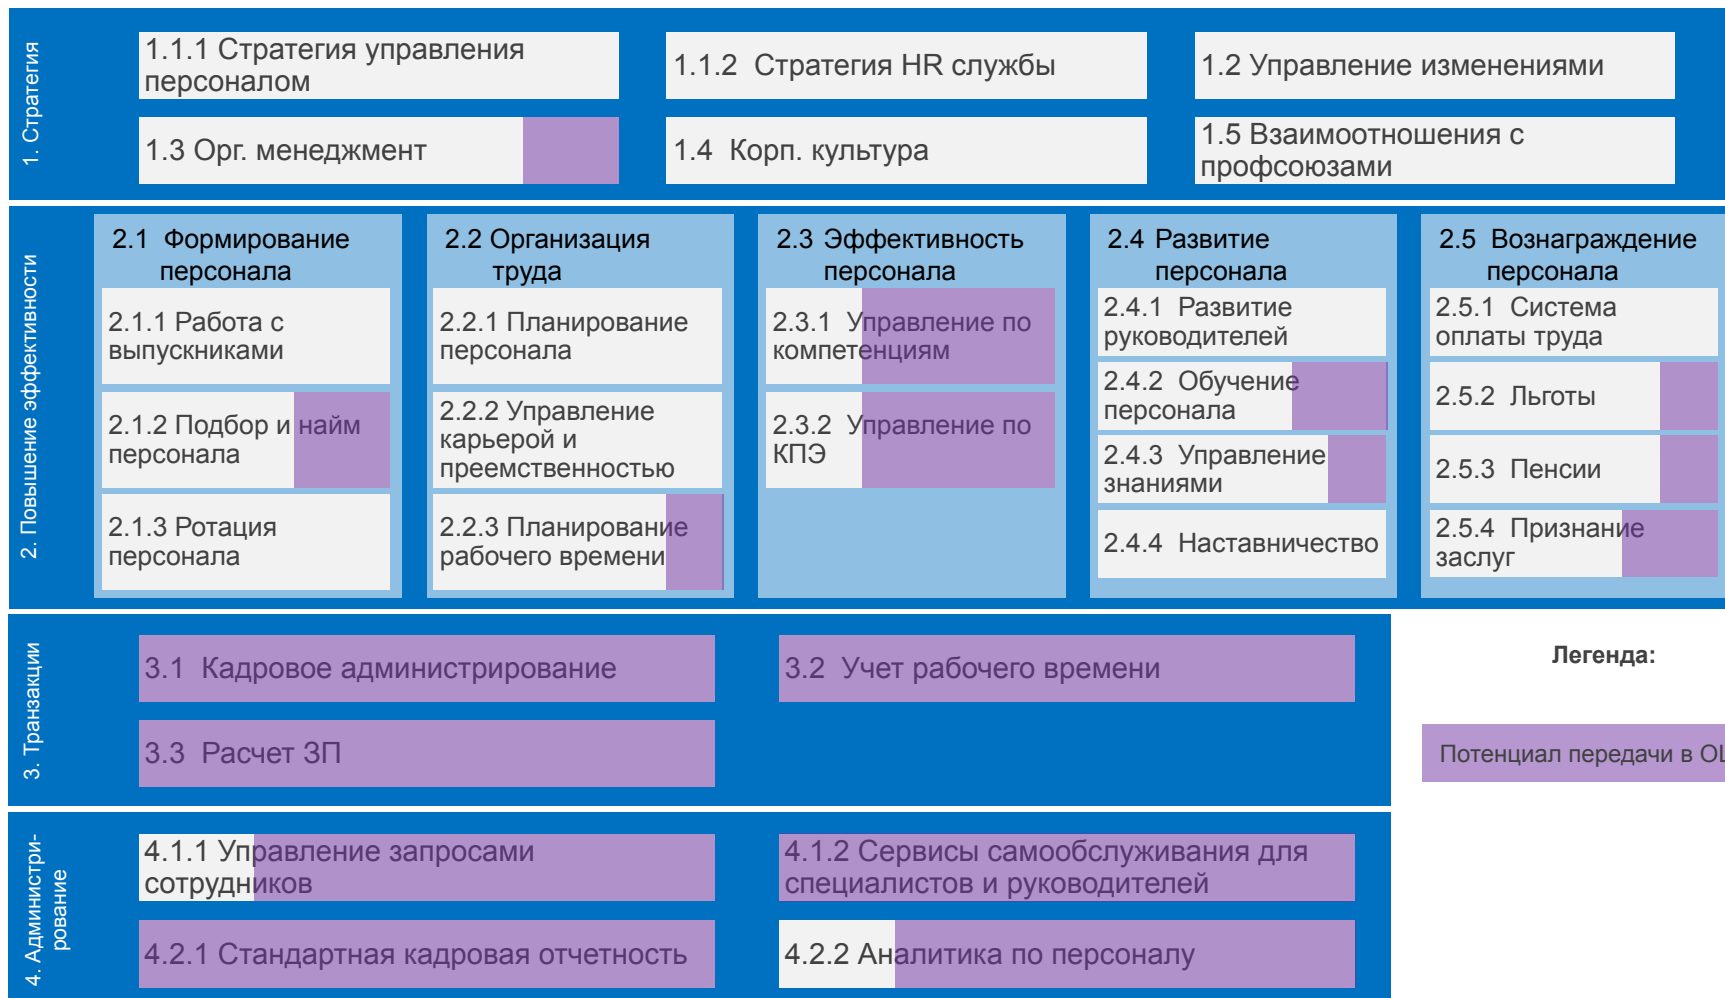 1. Стратегия
1.1.1 Стратегия управления
персоналом
1.1.2 Стратегия HR службы
1.2 Управление изменениями
1.3 Орг. менеджмент
1.4 Корп. культура
1.5 Взаимоотношения с
профсоюзами
2. Повышение эффективности
2.1 Формирование
персонала
2.1.1 Работа с
выпускниками
2.1.2 Подбор и найм
персонала
2.1.3 Ротация
персонала
2.2 Организация
труда
2.2.1 Планирование
персонала
2.2.2 Управление
карьерой и
преемственностью
2.2.3 Планирование
рабочего времени
2.3 Эффективность
персонала
2.3.1 Управление по
компетенциям
2.3.2 Управление по
КПЭ
2.4 Развитие
персонала
2.4.1 Развитие
руководителей
2.4.2 Обучение
персонала
2.4.3 Управление
знаниями
2.4.4 Наставничество
2.5 Вознаграждение
персонала
2.5.1 Система
оплаты труда
2.5.2 Льготы
2.5.3 Пенсии
2.5.4 Признание
заслуг
3. Транзакции
3.1 Кадровое администрирование
3.2 Учет рабочего времени
3.3 Расчет ЗП
Легенда:
Потенциал передачи в
4. Администри-
рование
4.1.1 Управление запросами
сотрудников
4.1.2 Сервисы самообслуживания для
специалистов и руководителей
4.2.1 Стандартная кадровая отчетность
4.2.2 Аналитика по персоналу